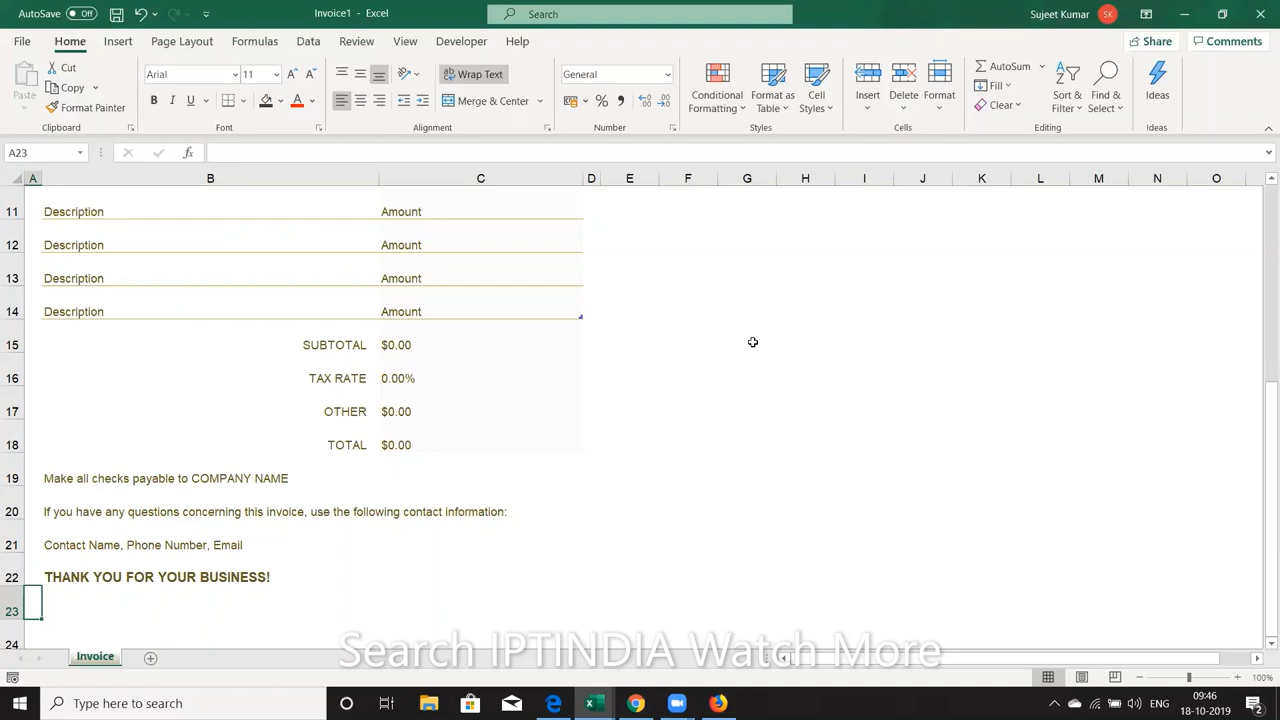 AutoSave Off Invoice1 - Excel Search Sujeet Kumar SK
File Home Insert Page Layout Formulas Data Review View Developer Help Share Comments
Paste Cut Copy Format Painter Clipboard
Arial 11 A A B I U A Font
Wrap Text Merge & Center Alignment
General % , Number
Conditional Formatting Format as Table Cell Styles Styles
Insert Delete Format Cells
AutoSum Fill Clear Sort & Filter Find & Select Editing
Ideas Ideas
A23 fx
A B C D E F G H I J K L M N O
11 Description Amount
12 Description Amount
13 Description Amount
14 Description Amount
15 SUBTOTAL $0.00
16 TAX RATE 0.00%
17 OTHER $0.00
18 TOTAL $0.00
19 Make all checks payable to COMPANY NAME
20 If you have any questions concerning this invoice, use the following contact information:
21 Contact Name, Phone Number, Email
22 THANK YOU FOR YOUR BUSINESS!
23
24
Search IPTINDIA Watch More
Invoice
100%
Type here to search ENG 09:46
18-10-2019 2